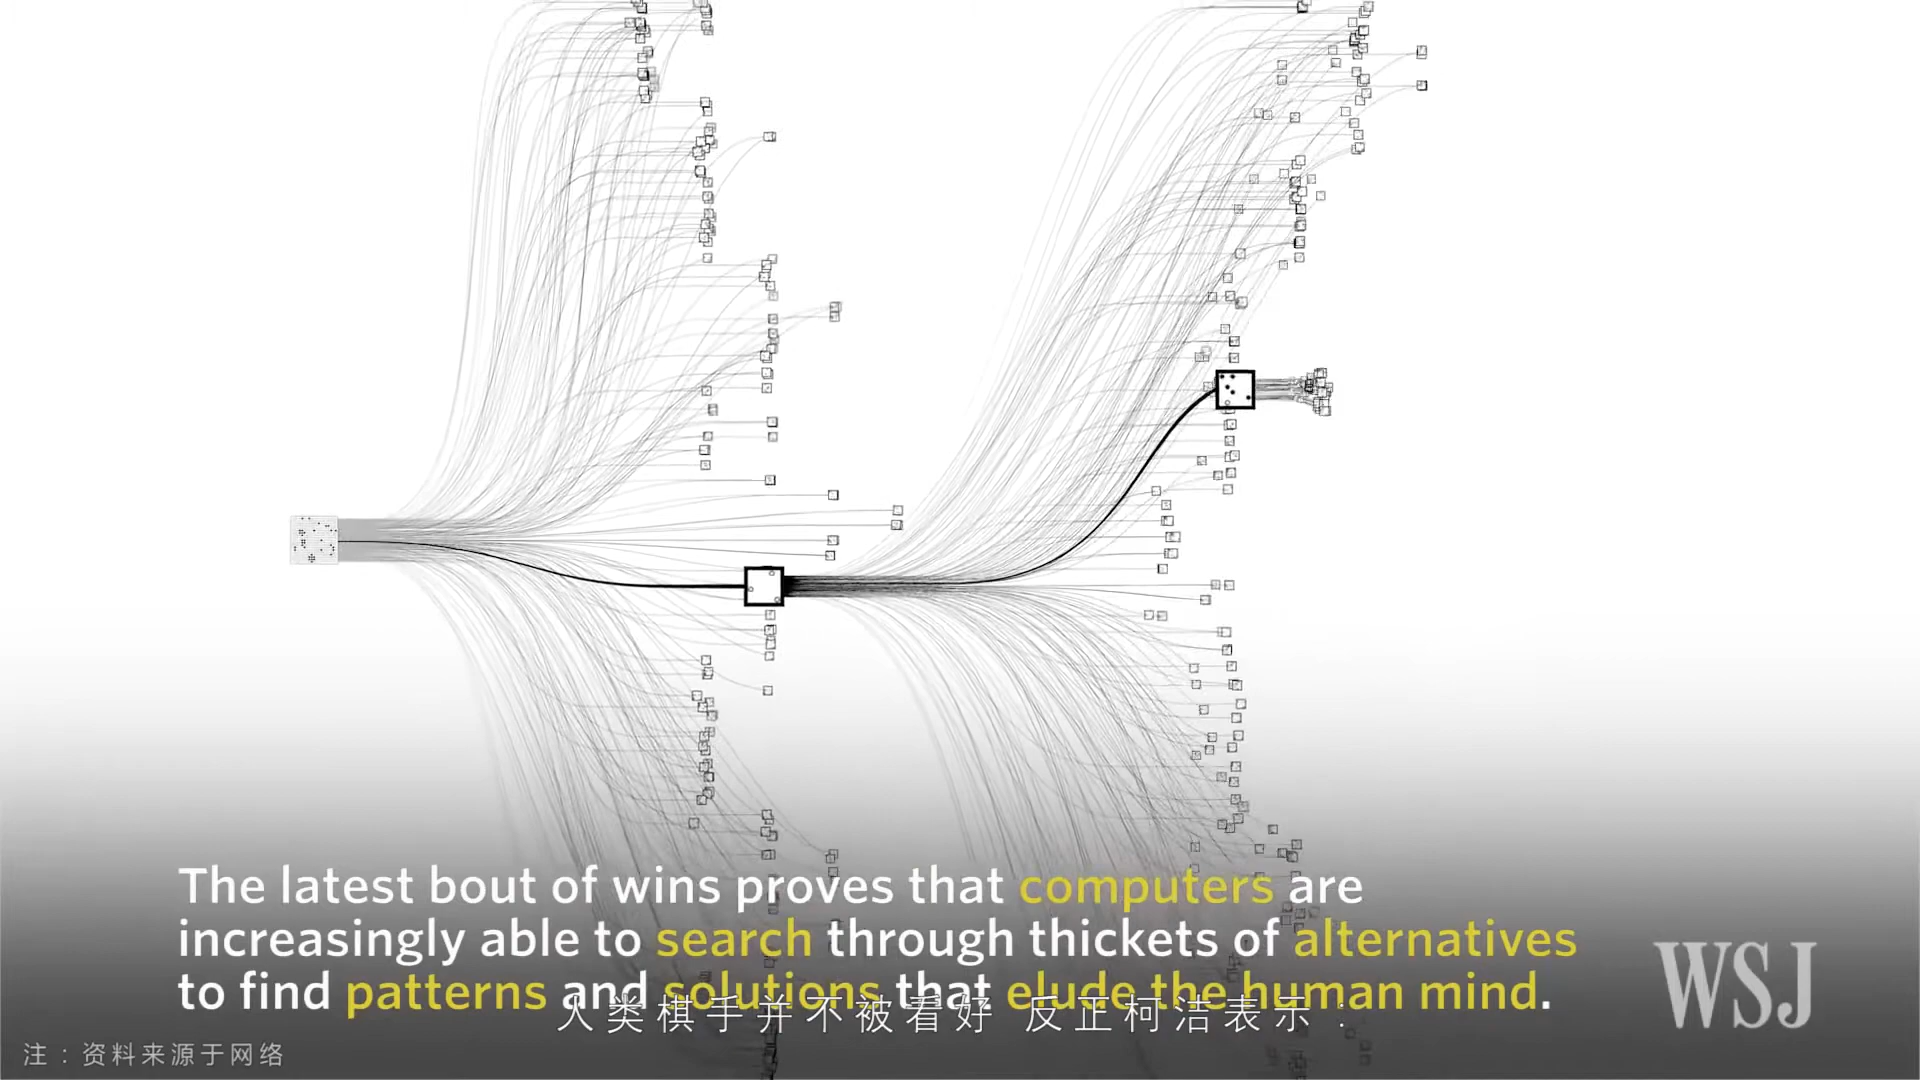 The latest bout of wins proves that computers are
increasingly able to search through thickets of alternatives
to find patterns and solutions that elude the human mind.
WSJ
人类棋手并不被看好 反正柯洁表示：
注：资料来源于网络